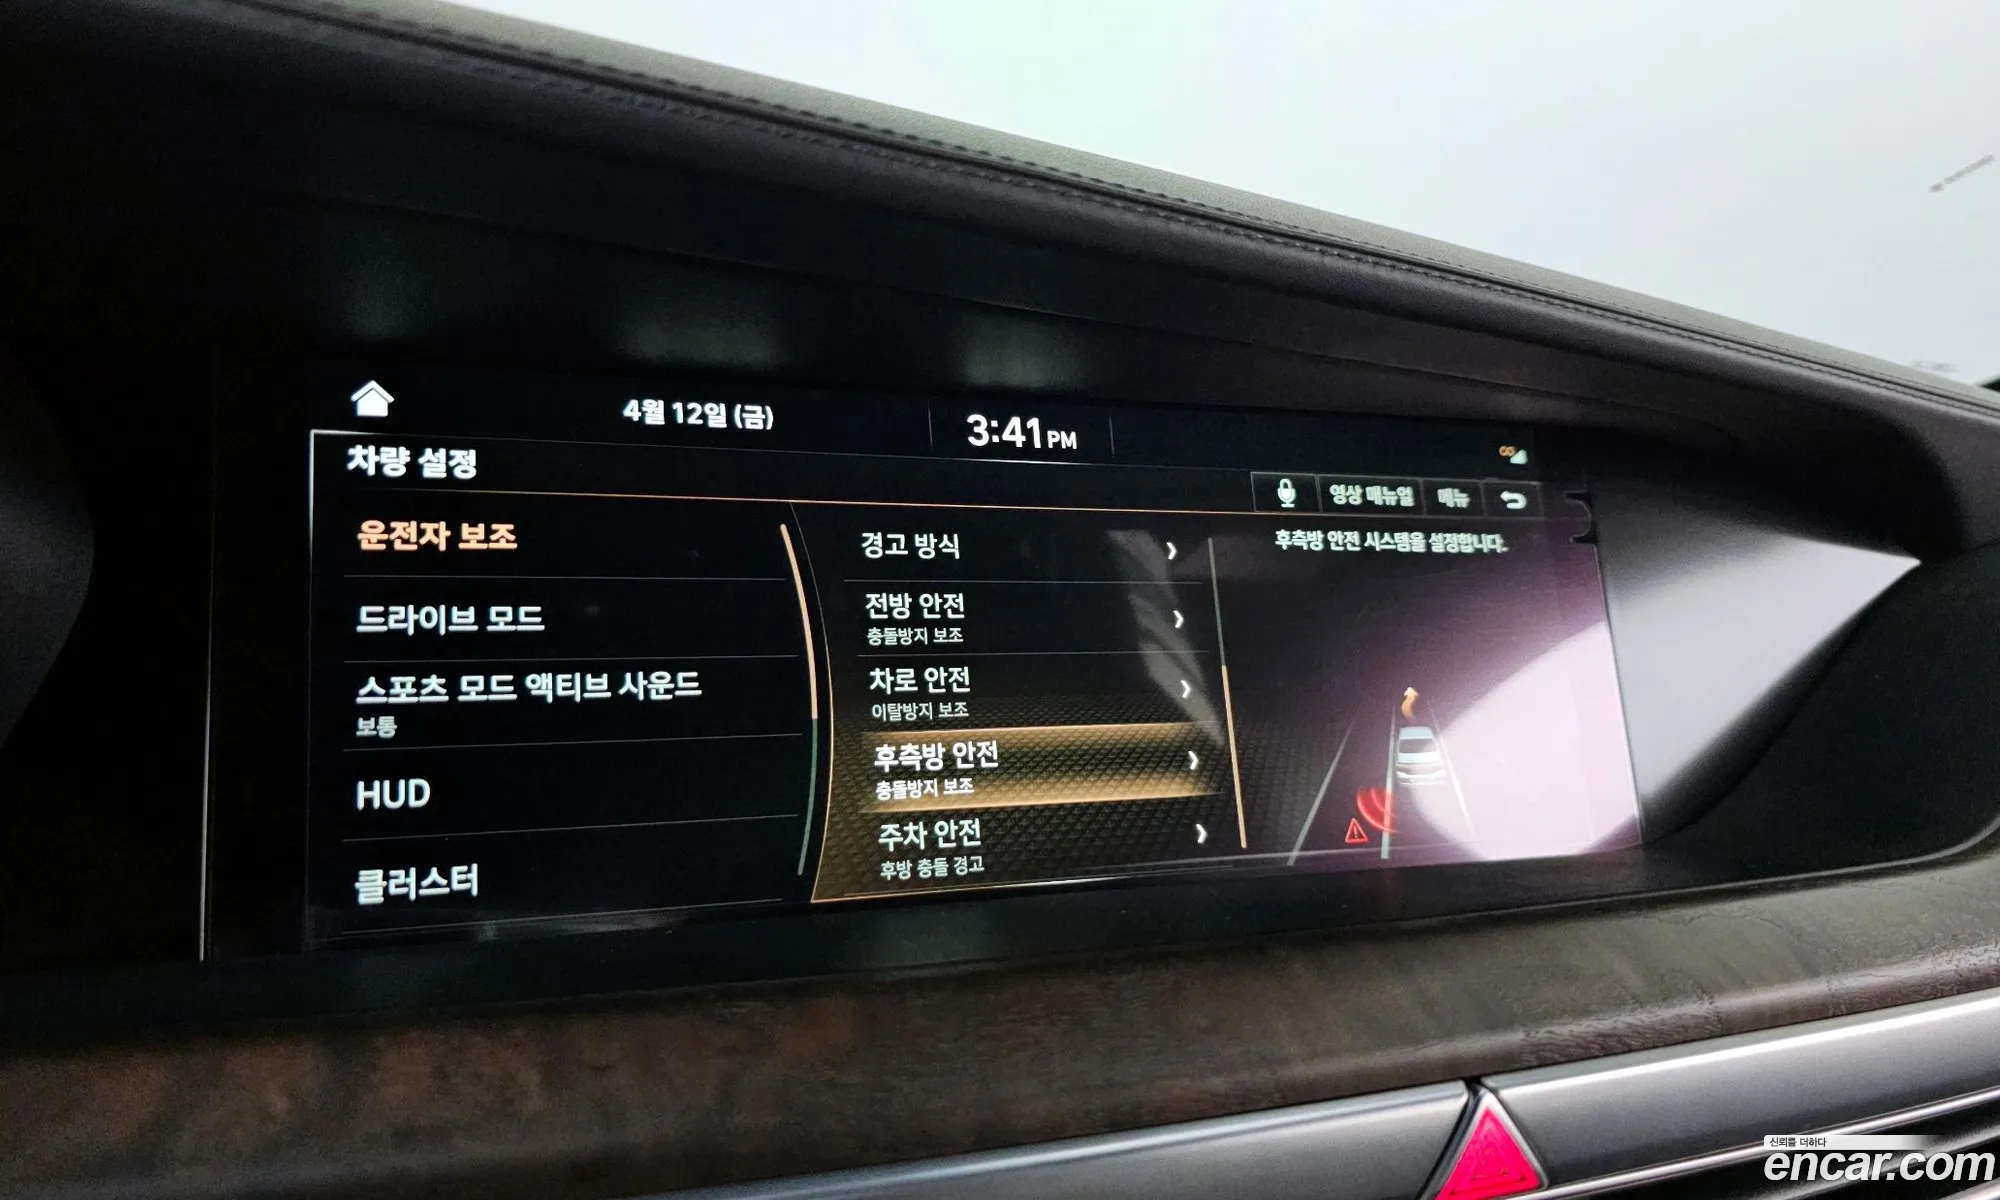 4월 12일 (금)
3:41 PM
차량 설정
영상 매뉴얼
메뉴
운전자 보조
드라이브 모드
스포츠 모드 액티브 사운드
보통
HUD
클러스터
경고 방식
전방 안전
충돌방지 보조
차로 안전
이탈방지 보조
후측방 안전
충돌방지 보조
주차 안전
후방 충돌 경고
후측방 안전 시스템을 설정합니다.
신뢰를 더하다
encar.com